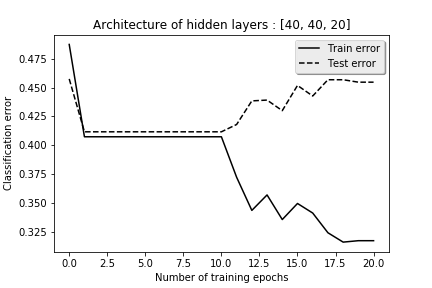 Architecture of hidden layers : [40, 40, 20]
Train error
Test error
0.475
0.450
0.425
0.400
0.375
0.350
0.325
Classification error
0.0 2.5 5.0 7.5 10.0 12.5 15.0 17.5 20.0
Number of training epochs